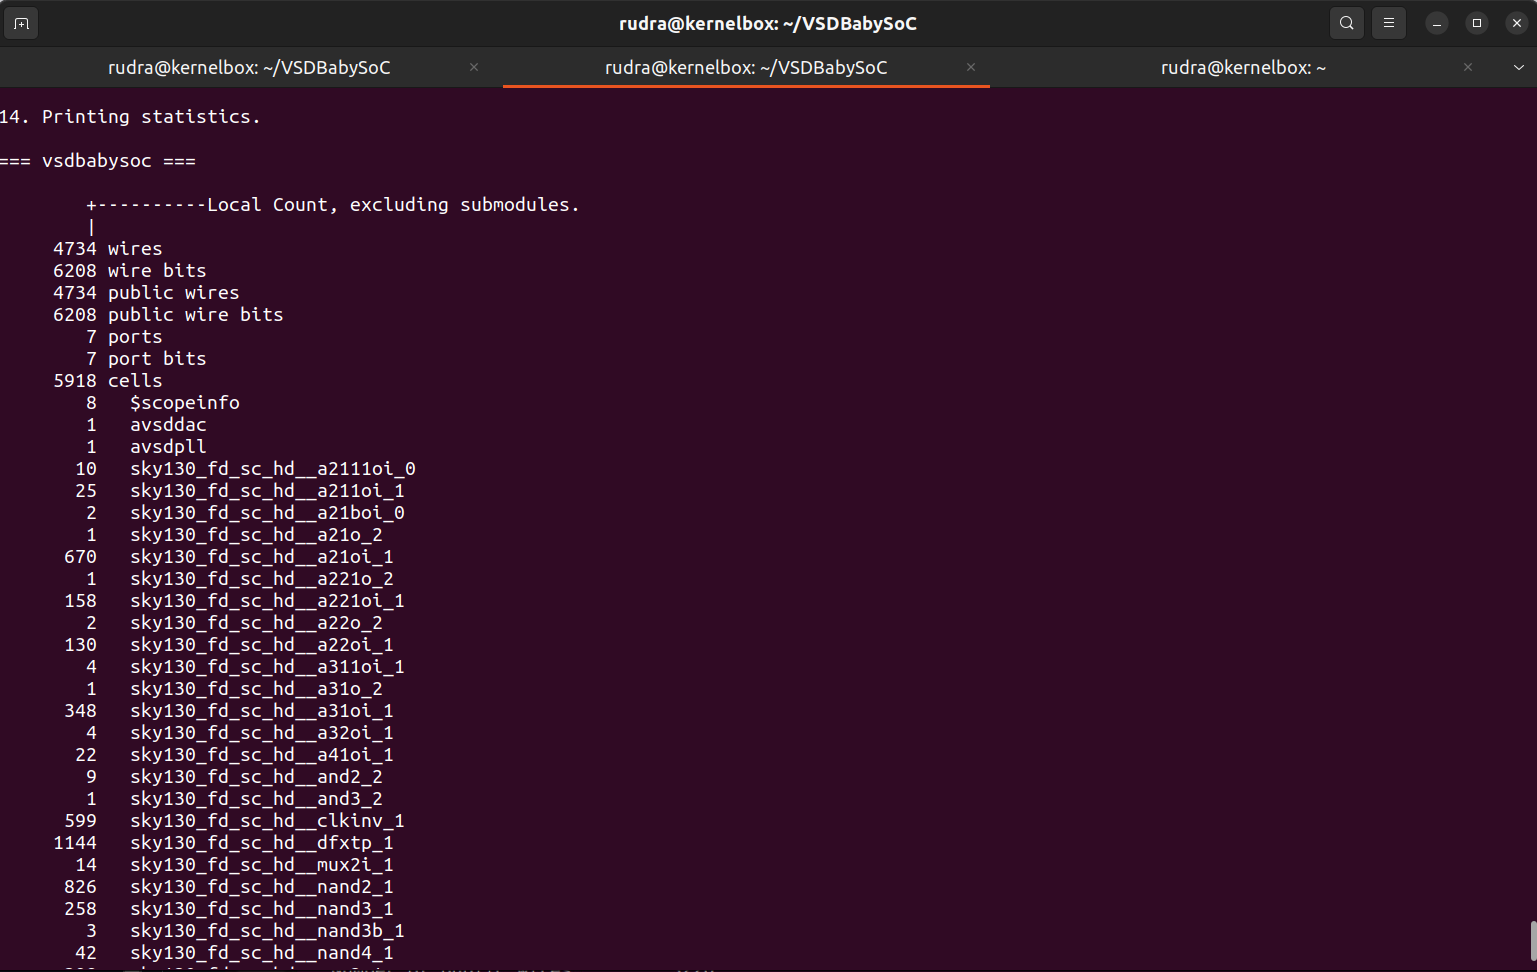 rudra@kernelbox: ~/VSDBabySoC
rudra@kernelbox: ~/VSDBabySoC × rudra@kernelbox: ~/VSDBabySoC × rudra@kernelbox: ~ ×
14. Printing statistics.
=== vsdbabysoc ===
+----------Local Count, excluding submodules.
|
4734 wires
6208 wire bits
4734 public wires
6208 public wire bits
7 ports
7 port bits
5918 cells
8 $scopeinfo
1 avsddac
1 avsdpll
10 sky130_fd_sc_hd__a2111oi_0
25 sky130_fd_sc_hd__a211oi_1
2 sky130_fd_sc_hd__a21boi_0
1 sky130_fd_sc_hd__a21o_2
670 sky130_fd_sc_hd__a21oi_1
1 sky130_fd_sc_hd__a221o_2
158 sky130_fd_sc_hd__a221oi_1
2 sky130_fd_sc_hd__a22o_2
130 sky130_fd_sc_hd__a22oi_1
4 sky130_fd_sc_hd__a311oi_1
1 sky130_fd_sc_hd__a31o_2
348 sky130_fd_sc_hd__a31oi_1
4 sky130_fd_sc_hd__a32oi_1
22 sky130_fd_sc_hd__a41oi_1
9 sky130_fd_sc_hd__and2_2
1 sky130_fd_sc_hd__and3_2
599 sky130_fd_sc_hd__clkinv_1
1144 sky130_fd_sc_hd__dfxtp_1
14 sky130_fd_sc_hd__mux2i_1
826 sky130_fd_sc_hd__nand2_1
258 sky130_fd_sc_hd__nand3_1
3 sky130_fd_sc_hd__nand3b_1
42 sky130_fd_sc_hd__nand4_1